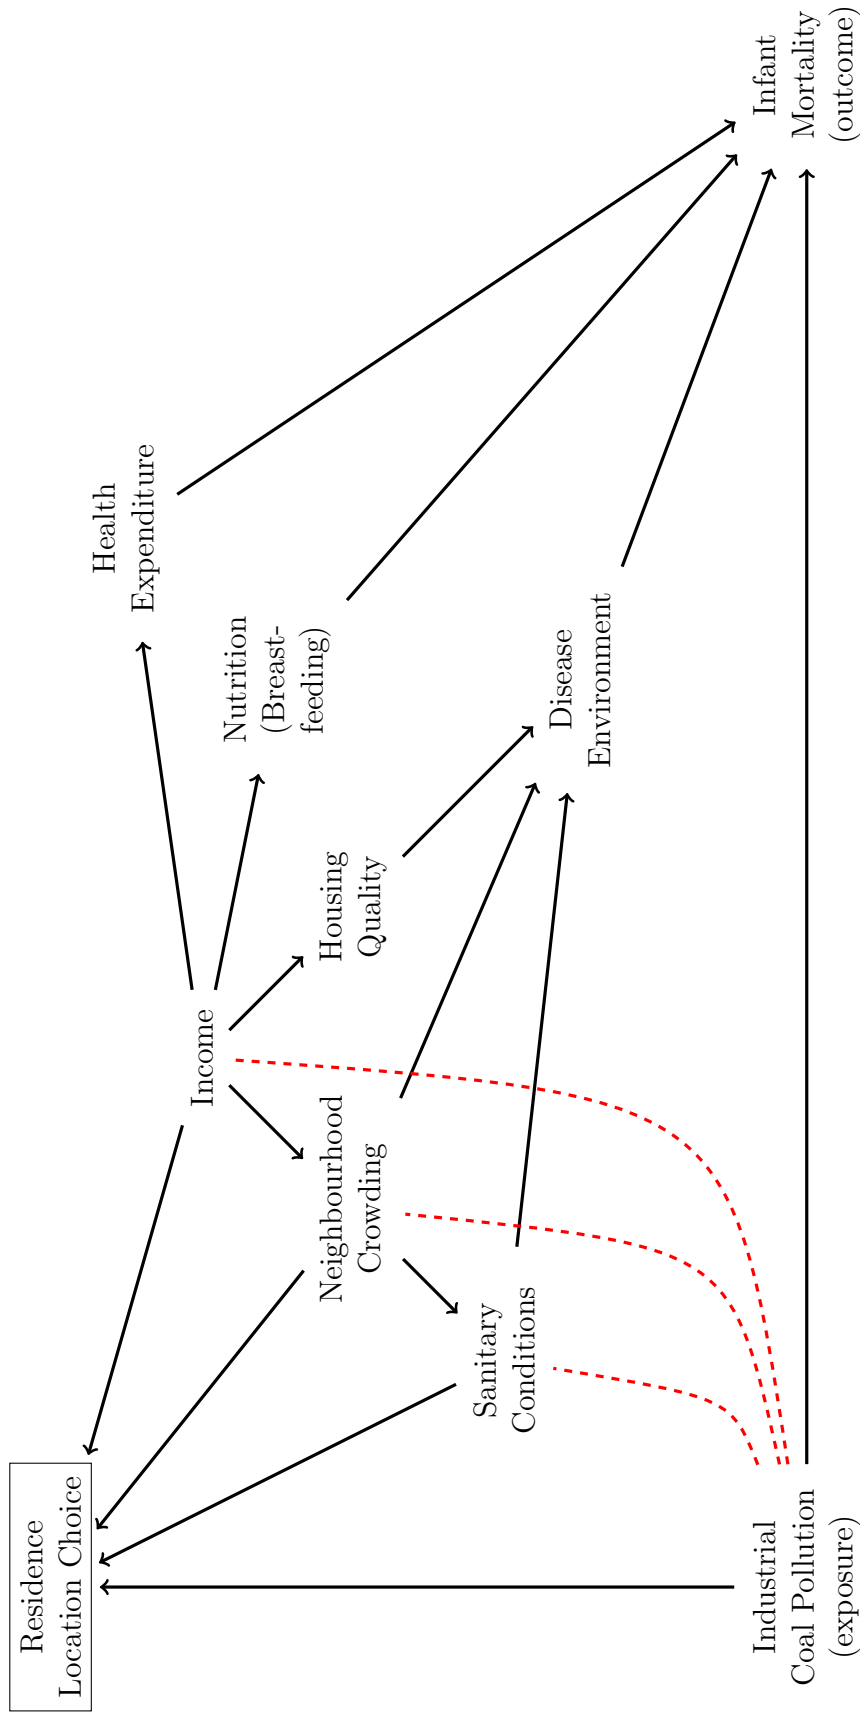 Residence
Location Choice
Income
Health
Expenditure
Nutrition
(Breast-
feeding)
Neighbourhood
Crowding
Housing
Quality
Sanitary
Conditions
Disease
Environment
Industrial
Coal Pollution
(exposure)
Infant
Mortality
(outcome)